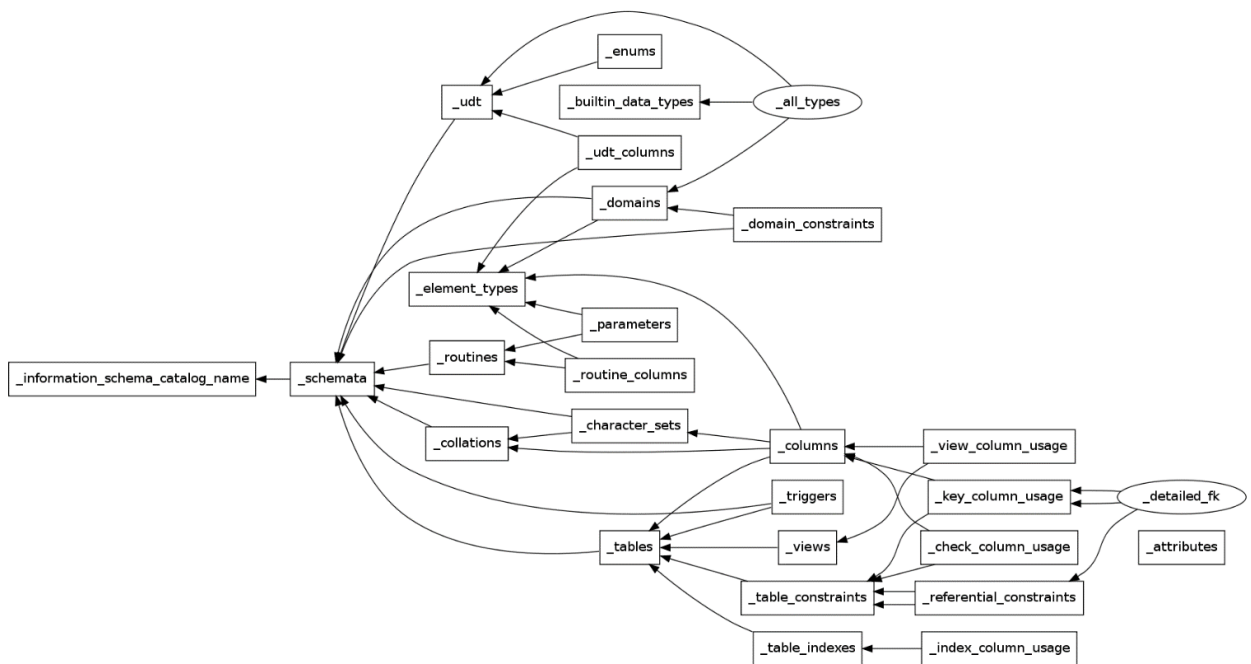 _enums
_udt
_builtin_data_types
_all_types
_udt_columns
_domains
_domain_constraints
_element_types
_parameters
_routines
_routine_columns
_information_schema_catalog_name
_schemata
_character_sets
_collations
_columns
_view_column_usage
_triggers
_key_column_usage
_detailed_fk
_tables
_views
_check_column_usage
_attributes
_table_constraints
_referential_constraints
_table_indexes
_index_column_usage